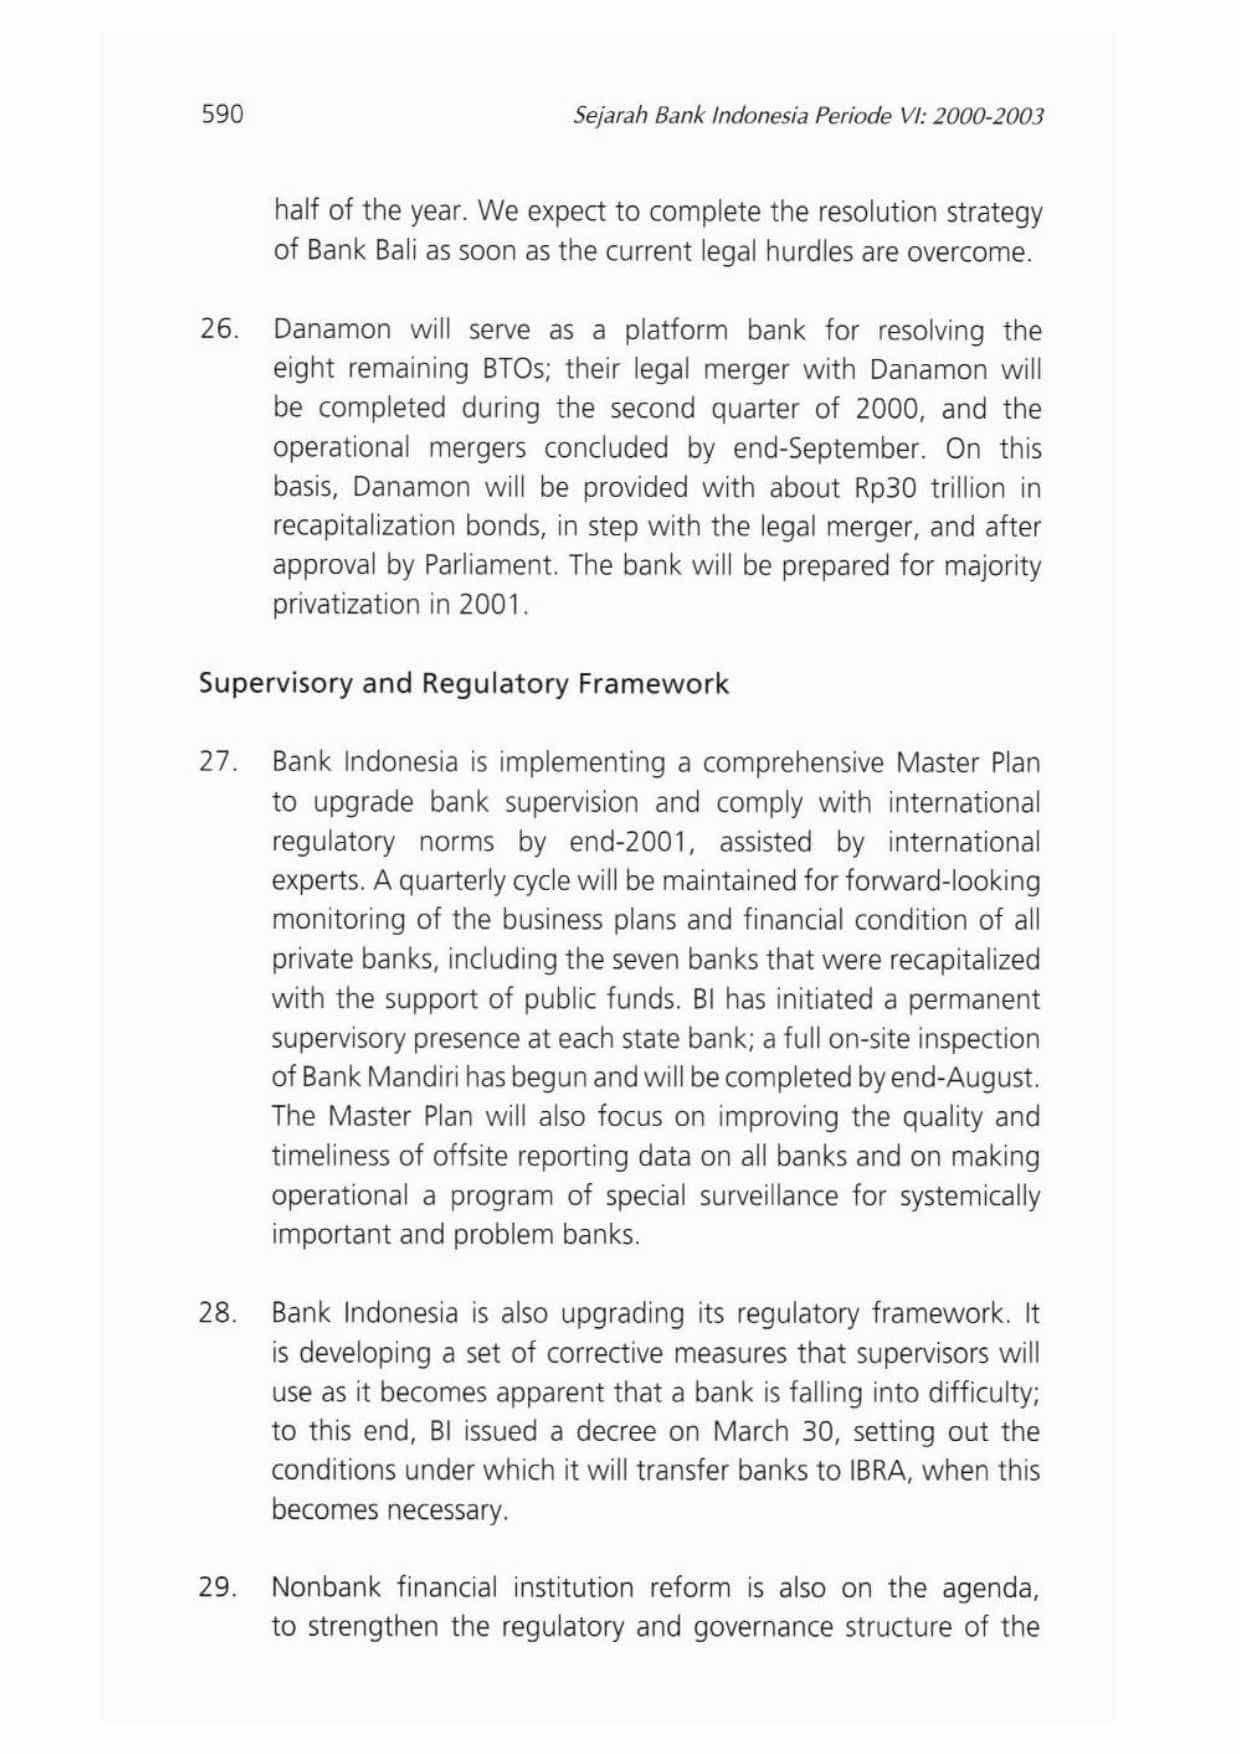 590
Sejarah Bank Indonesia Periode VI: 2000-2003
half of the year. We expect to complete the resolution strategy
of Bank Bali as soon as the current legal hurdles are overcome.
26. Danamon will serve as a platform bank for resolving the
eight remaining BTOs; their legal merger with Danamon will
be completed during the second quarter of 2000, and the
operational mergers concluded by end-September. On this
basis, Danamon will be provided with about Rp30 trillion in
recapitalization bonds, in step with the legal merger, and after
approval by Parliament. The bank will be prepared for majority
privatization in 2001.
Supervisory and Regulatory Framework
27. Bank Indonesia is implementing a comprehensive Master Plan
to upgrade bank supervision and comply with international
regulatory norms by end-2001, assisted by international
experts. A quarterly cycle will be maintained for forward-looking
monitoring of the business plans and financial condition of all
private banks, including the seven banks that were recapitalized
with the support of public funds. BI has initiated a permanent
supervisory presence at each state bank; a full on-site inspection
of Bank Mandiri has begun and will be completed by end-August.
The Master Plan will also focus on improving the quality and
timeliness of offsite reporting data on all banks and on making
operational a program of special surveillance for systemically
important and problem banks.
28. Bank Indonesia is also upgrading its regulatory framework. It
is developing a set of corrective measures that supervisors will
use as it becomes apparent that a bank is falling into difficulty;
to this end, BI issued a decree on March 30, setting out the
conditions under which it will transfer banks to IBRA, when this
becomes necessary.
29. Nonbank financial institution reform is also on the agenda,
to strengthen the regulatory and governance structure of the